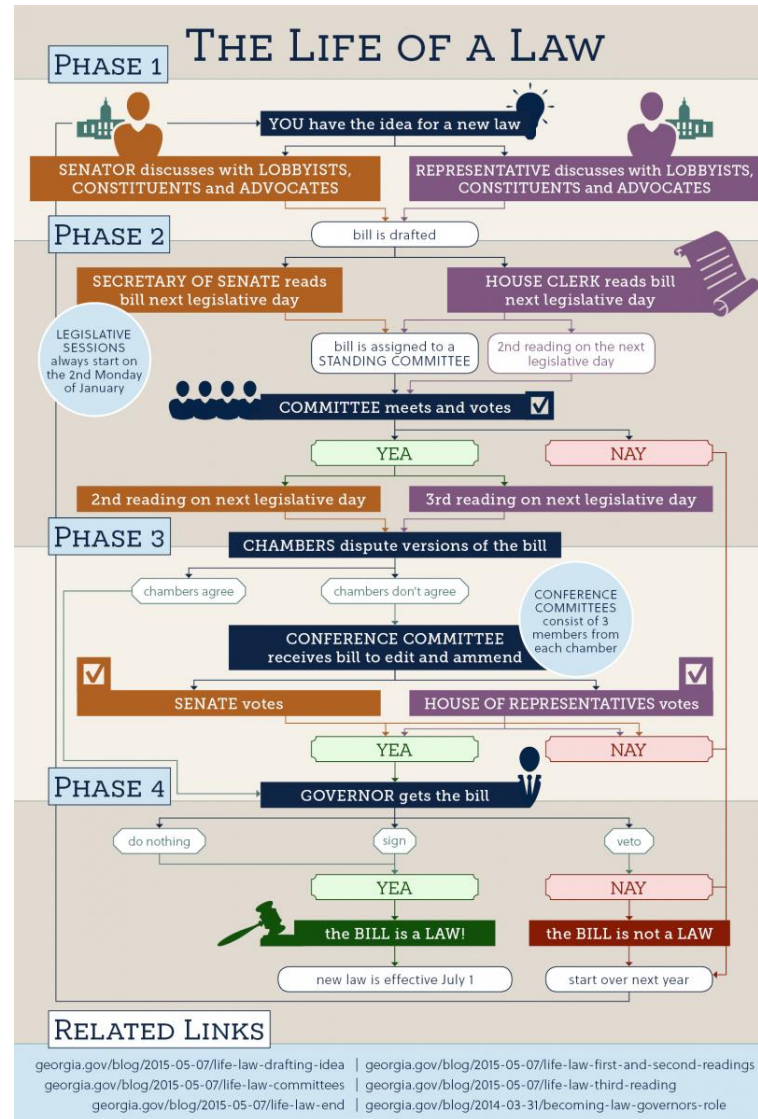 THE LIFE OF A LAW
PHASE 1
YOU have the idea for a new law
SENATOR discusses with LOBBYISTS,
CONSTITUENTS and ADVOCATES
REPRESENTATIVE discusses with LOBBYISTS,
CONSTITUENTS and ADVOCATES
bill is drafted
PHASE 2
SECRETARY OF SENATE reads
bill next legislative day
HOUSE CLERK reads bill
next legislative day
LEGISLATIVE
SESSIONS
always start on
the 2nd Monday
of January
bill is assigned to a
STANDING COMMITTEE
2nd reading on the next
legislative day
COMMITTEE meets and votes
YEA
NAY
2nd reading on next legislative day
3rd reading on next legislative day
PHASE 3
CHAMBERS dispute versions of the bill
chambers agree
chambers don't agree
CONFERENCE
COMMITTEES
consist of 3
members from
each chamber
CONFERENCE COMMITTEE
receives bill to edit and ammend
SENATE votes
HOUSE OF REPRESENTATIVES votes
YEA
NAY
PHASE 4
GOVERNOR gets the bill
do nothing
sign
veto
YEA
NAY
the BILL is a LAW!
the BILL is not a LAW
new law is effective July 1
start over next year
RELATED LINKS
georgia.gov/blog/2015-05-07/life-law-drafting-idea | georgia.gov/blog/2015-05-07/life-law-first-and-second-readings
georgia.gov/blog/2015-05-07/life-law-committees | georgia.gov/blog/2015-05-07/life-law-third-reading
georgia.gov/blog/2015-05-07/life-law-end | georgia.gov/blog/2014-03-31/becoming-law-governors-role